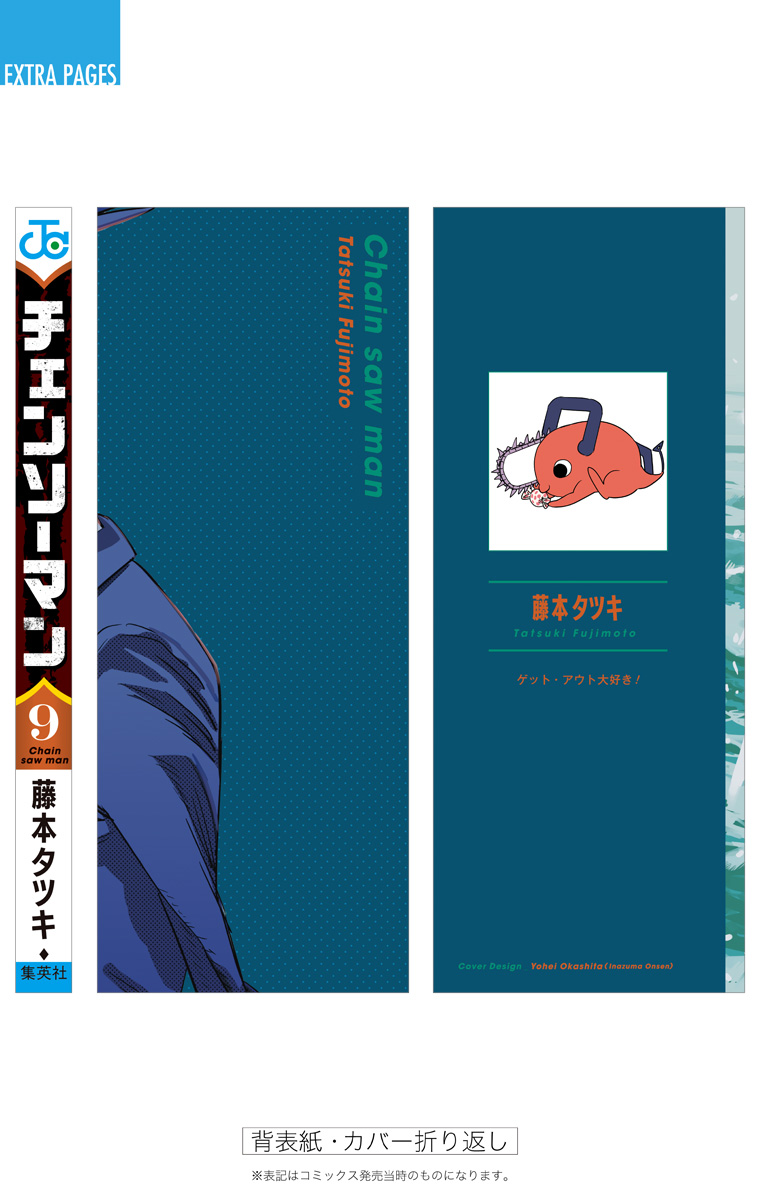 EXTRA PAGES
JC
チェンソーマン
9
Chain
saw man
藤本タツキ◆
集英社
Chain saw man
Tatsuki Fujimoto
藤本タツキ
Tatsuki Fujimoto
ゲット・アウト大好き！
Cover Design Yohei Okashita(Inazuma Onsen)
背表紙・カバー折り返し
※表記はコミックス発売当時のものになります。